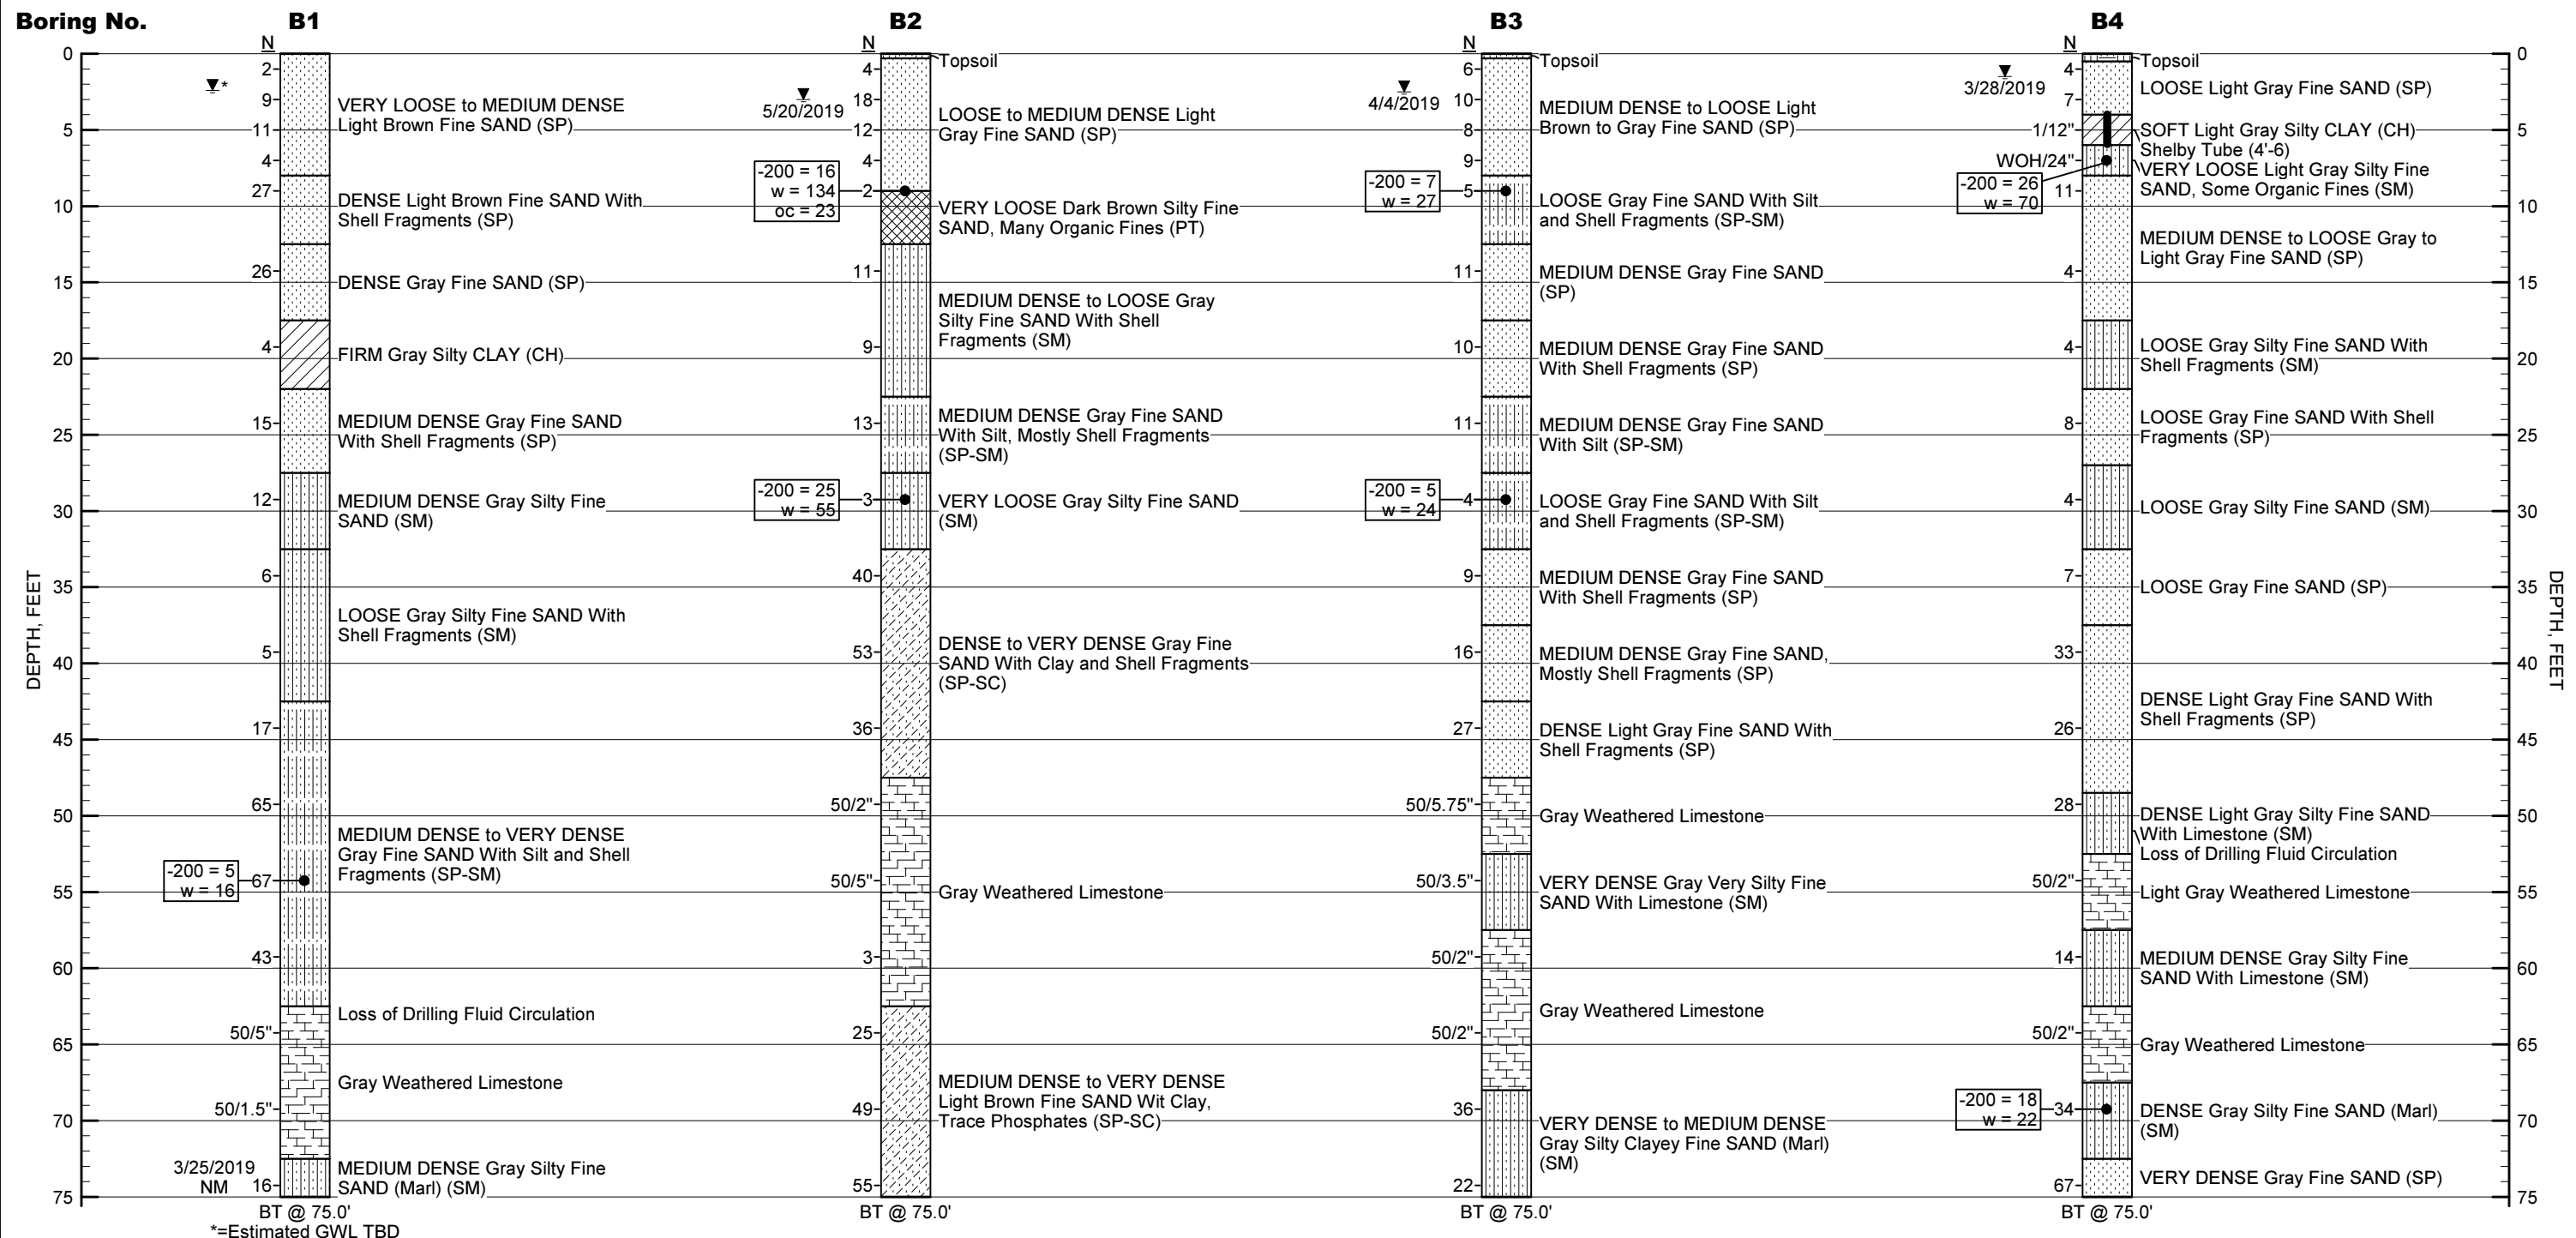 Boring No.
B1
B2
B3
B4
DEPTH, FEET
0
5
10
15
20
25
30
35
40
45
50
55
60
65
70
75
▼*
N
2
9
11
4
27
26
4
15
12
6
5
17
65
67
43
50/5"
50/1.5"
16
VERY LOOSE to MEDIUM DENSE
Light Brown Fine SAND (SP)
DENSE Light Brown Fine SAND With
Shell Fragments (SP)
DENSE Gray Fine SAND (SP)
FIRM Gray Silty CLAY (CH)
MEDIUM DENSE Gray Fine SAND
With Shell Fragments (SP)
MEDIUM DENSE Gray Silty Fine
SAND (SM)
LOOSE Gray Silty Fine SAND With
Shell Fragments (SM)
MEDIUM DENSE to VERY DENSE
Gray Fine SAND With Silt and Shell
Fragments (SP-SM)
-200 = 5
w = 16
Loss of Drilling Fluid Circulation
Gray Weathered Limestone
3/25/2019
NM
MEDIUM DENSE Gray Silty Fine
SAND (Marl) (SM)
BT @ 75.0'
*=Estimated GWL TBD
5/20/2019
N
4
18
12
4
2
11
9
13
3
40
53
36
50/2"
50/5"
3
25
49
55
Topsoil
LOOSE to MEDIUM DENSE Light
Gray Fine SAND (SP)
-200 = 16
w = 134
oc = 23
VERY LOOSE Dark Brown Silty Fine
SAND, Many Organic Fines (PT)
MEDIUM DENSE to LOOSE Gray
Silty Fine SAND With Shell
Fragments (SM)
MEDIUM DENSE Gray Fine SAND
With Silt, Mostly Shell Fragments
(SP-SM)
-200 = 25
w = 55
VERY LOOSE Gray Silty Fine SAND
(SM)
DENSE to VERY DENSE Gray Fine
SAND With Clay and Shell Fragments
(SP-SC)
Gray Weathered Limestone
MEDIUM DENSE to VERY DENSE
Light Brown Fine SAND Wit Clay,
Trace Phosphates (SP-SC)
BT @ 75.0'
4/4/2019
N
6
10
8
9
5
11
10
11
4
9
16
27
50/5.75"
50/3.5"
50/2"
50/2"
36
22
Topsoil
MEDIUM DENSE to LOOSE Light
Brown to Gray Fine SAND (SP)
-200 = 7
w = 27
LOOSE Gray Fine SAND With Silt
and Shell Fragments (SP-SM)
MEDIUM DENSE Gray Fine SAND
(SP)
MEDIUM DENSE Gray Fine SAND
With Shell Fragments (SP)
MEDIUM DENSE Gray Fine SAND
With Silt (SP-SM)
-200 = 5
w = 24
LOOSE Gray Fine SAND With Silt
and Shell Fragments (SP-SM)
MEDIUM DENSE Gray Fine SAND
With Shell Fragments (SP)
MEDIUM DENSE Gray Fine SAND,
Mostly Shell Fragments (SP)
DENSE Light Gray Fine SAND With
Shell Fragments (SP)
Gray Weathered Limestone
VERY DENSE Gray Very Silty Fine
SAND With Limestone (SM)
Gray Weathered Limestone
VERY DENSE to MEDIUM DENSE
Gray Silty Clayey Fine SAND (Marl)
(SM)
BT @ 75.0'
3/28/2019
N
4
7
1/12"
WOH/24"
11
4
4
8
4
7
33
26
28
50/2"
14
50/2"
34
67
Topsoil
LOOSE Light Gray Fine SAND (SP)
SOFT Light Gray Silty CLAY (CH)
Shelby Tube (4'-6)
VERY LOOSE Light Gray Silty Fine
SAND, Some Organic Fines (SM)
-200 = 26
w = 70
MEDIUM DENSE to LOOSE Gray to
Light Gray Fine SAND (SP)
LOOSE Gray Silty Fine SAND With
Shell Fragments (SM)
LOOSE Gray Fine SAND With Shell
Fragments (SP)
LOOSE Gray Silty Fine SAND (SM)
LOOSE Gray Fine SAND (SP)
DENSE Light Gray Fine SAND With
Shell Fragments (SP)
DENSE Light Gray Silty Fine SAND
With Limestone (SM)
Loss of Drilling Fluid Circulation
Light Gray Weathered Limestone
MEDIUM DENSE Gray Silty Fine
SAND With Limestone (SM)
Gray Weathered Limestone
-200 = 18
w = 22
DENSE Gray Silty Fine SAND (Marl)
(SM)
VERY DENSE Gray Fine SAND (SP)
BT @ 75.0'
0
5
10
15
20
25
30
35
40
45
50
55
60
65
70
75
DEPTH, FEET